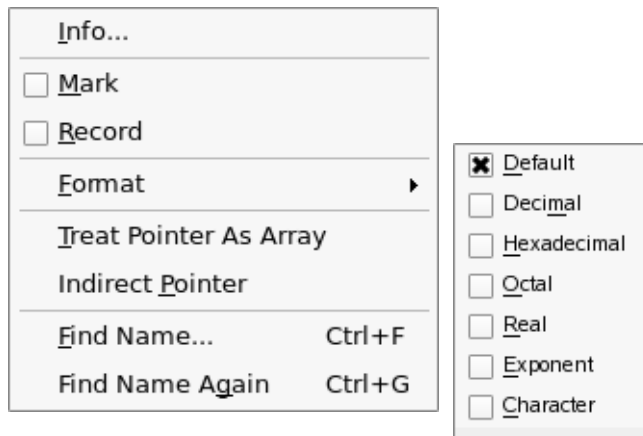 Info...
Mark
Record
Format
Treat Pointer As Array
Indirect Pointer
Find Name... Ctrl+F
Find Name Again Ctrl+G
Default
Decimal
Hexadecimal
Octal
Real
Exponent
Character